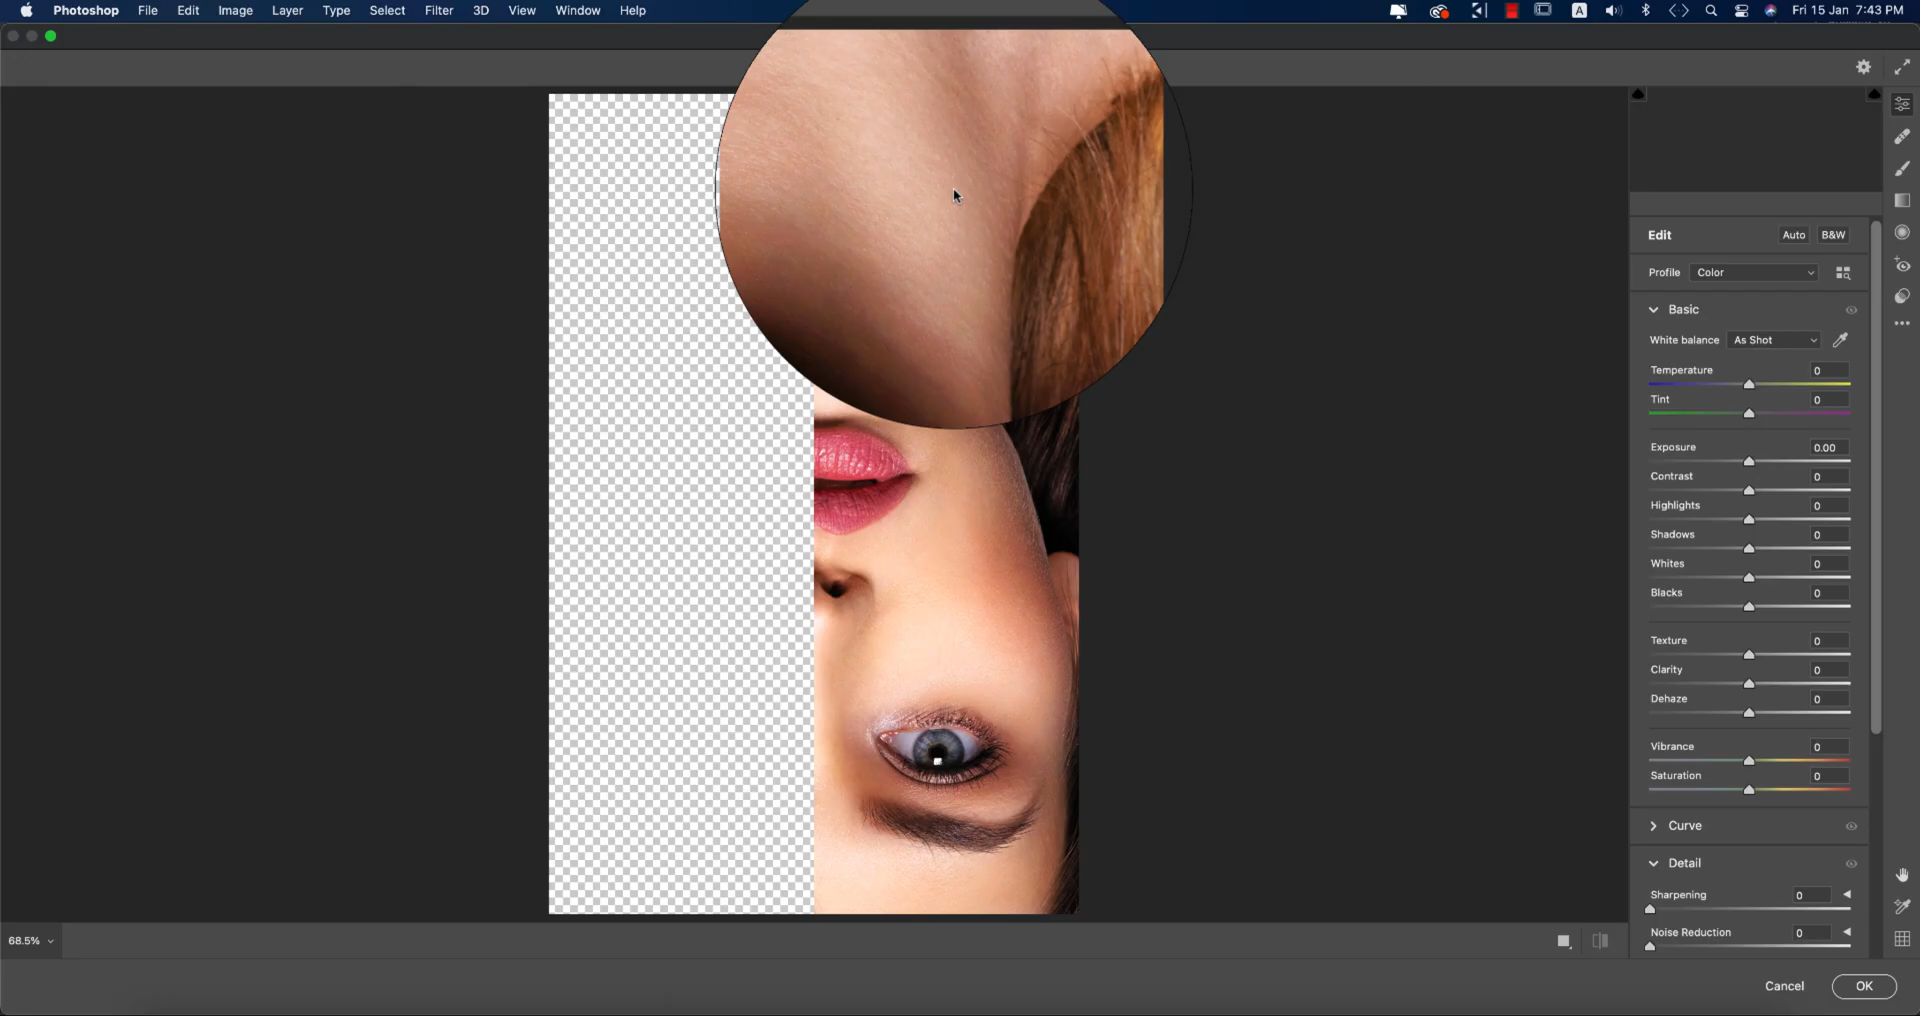 Photoshop File Edit Image Layer Type Select Filter 3D View Window Help A Fri 15 Jan 7:43 PM
Edit Auto B&W
Profile Color
Basic
White balance As Shot
Temperature 0
Tint 0
Exposure 0.00
Contrast 0
Highlights 0
Shadows 0
Whites 0
Blacks 0
Texture 0
Clarity 0
Dehaze 0
Vibrance 0
Saturation 0
Curve
Detail
Sharpening 0
Noise Reduction 0
68.5%
Cancel OK